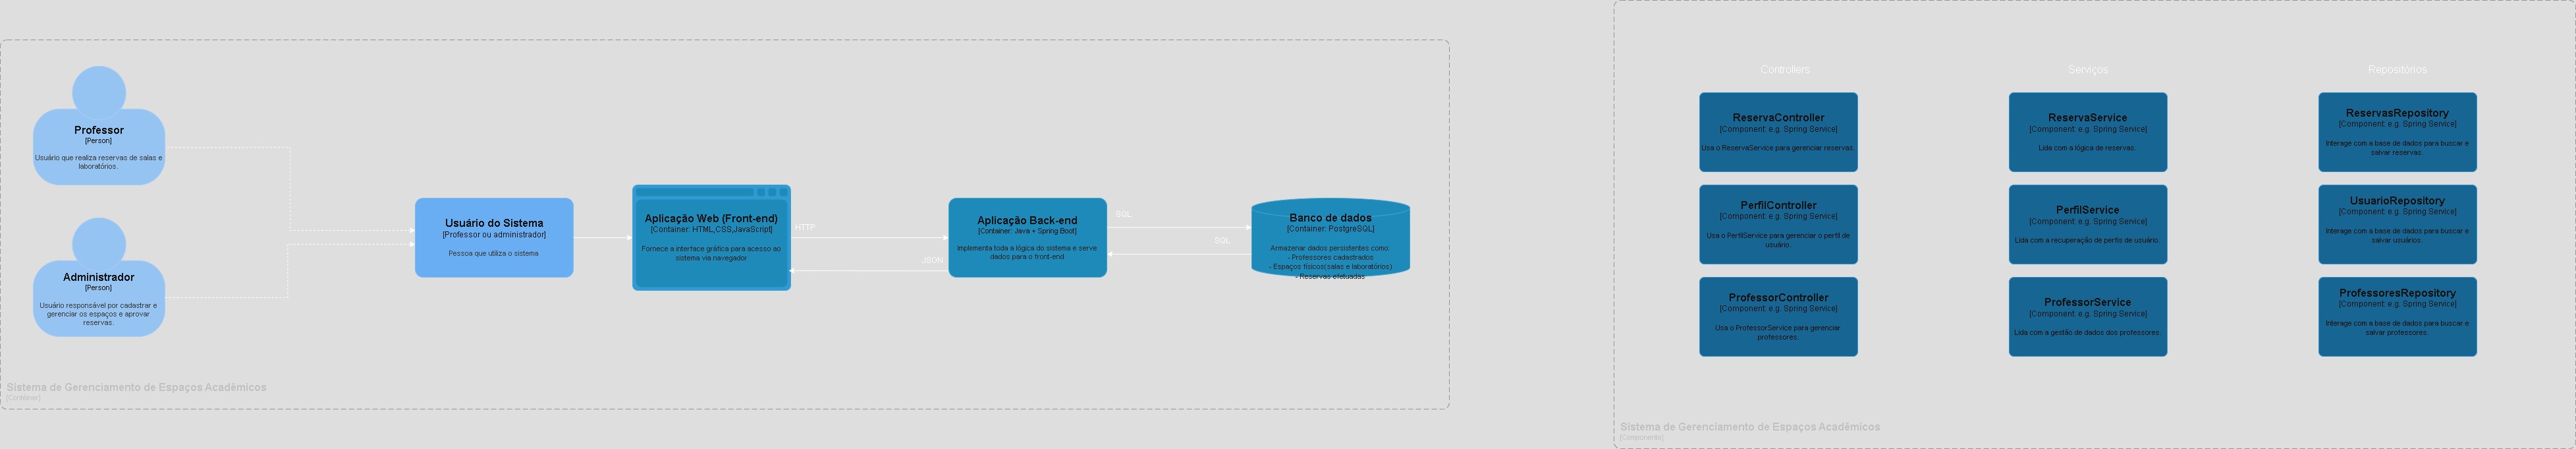 Professor
[Person]
Usuário que realiza reservas de salas e
laboratórios.
Administrador
[Person]
Usuário responsável por cadastrar e
gerenciar os espaços e aprovar
reservas.
Usuário do Sistema
[Professor ou administrador]
Pessoa que utiliza o sistema
Aplicação Web (Front-end)
[Container: HTML,CSS,JavaScript]
Fornece a interface gráfica para acesso ao
sistema via navegador
HTTP
JSON
Aplicação Back-end
[Container: Java + Spring Boot]
Implementa toda a lógica do sistema e serve
dados para o front-end
SQL
SQL
Banco de dados
[Container: PostgreSQL]
Armazenar dados persistentes como:
- Professores cadastrados
- Espaços físicos(salas e laboratórios)
- Reservas efetuadas
Sistema de Gerenciamento de Espaços Acadêmicos
[Contêiner]
Controllers
ReservaController
[Component: e.g. Spring Service]
Usa o ReservaService para gerenciar reservas.
PerfilController
[Component: e.g. Spring Service]
Usa o PerfilService para gerenciar o perfil de
usuário.
ProfessorController
[Component: e.g. Spring Service]
Usa o ProfessorService para gerenciar
professores.
Serviços
ReservaService
[Component: e.g. Spring Service]
Lida com a lógica de reservas.
PerfilService
[Component: e.g. Spring Service]
Lida com a recuperação de perfis de usuário.
ProfessorService
[Component: e.g. Spring Service]
Lida com a gestão de dados dos professores.
Repositórios
ReservasRepository
[Component: e.g. Spring Service]
Interage com a base de dados para buscar e
salvar reservas.
UsuarioRepository
[Component: e.g. Spring Service]
Interage com a base de dados para buscar e
salvar usuários.
ProfessoresRepository
[Component: e.g. Spring Service]
Interage com a base de dados para buscar e
salvar professores.
Sistema de Gerenciamento de Espaços Acadêmicos
[Componente]